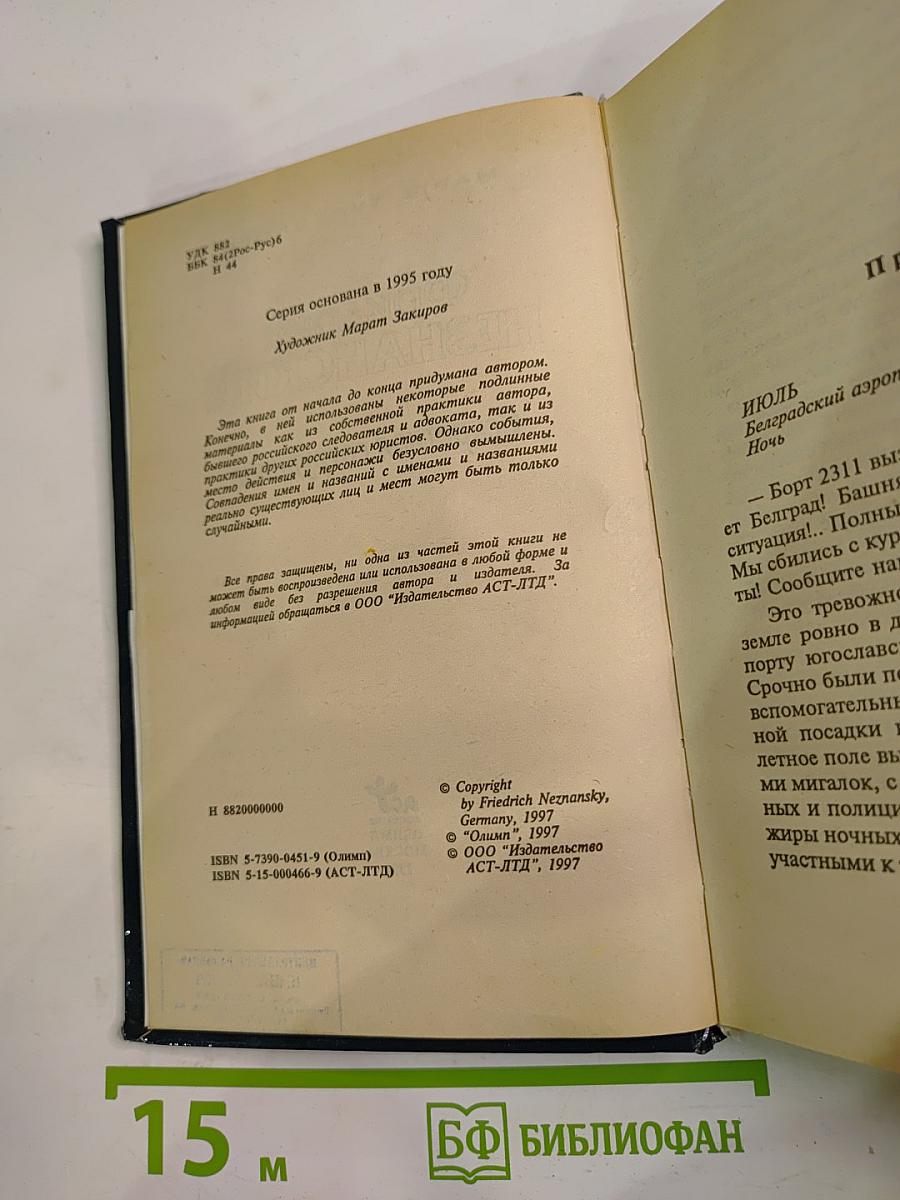 УДК 882
ББК 84(2Рос-Рус)6
Н 44
Серия основана в 1995 году
Художник Марат Закиров
Эта книга от начала до конца придумана автором.
Конечно, в ней использованы некоторые подлинные
материалы как из собственной практики автора,
бывшего российского следователя и адвоката, так и из
практики других российских юристов. Однако события,
место действия и персонажи безусловно вымышлены.
Совпадения имен и названий с именами и названиями
реально существующих лиц и мест могут быть только
случайными.
Все права защищены, ни одна из частей этой книги не
может быть воспроизведена или использована в любой форме и
любом виде без разрешения автора и издателя. За
информацией обращаться в ООО “Издательство АСТ-ЛТД”.
Н 8820000000
ISBN 5-7390-0451-9 (Олимп)
ISBN 5-15-000466-9 (АСТ-ЛТД)
© Copyright
by Friedrich Neznansky,
Germany, 1997
© “Олимп”, 1997
© ООО “Издательство
АСТ-ЛТД”, 1997
ИЮЛЬ
Белградский аэроп
Ночь
— Борт 2311 выз
ет Белград! Башня
ситуация!.. Полны
Мы сбились с кур
ты! Сообщите на
Это тревожно
земле ровно в д
порту югославс
Срочно были п
вспомогательн
ной посадки
летное поле вы
ми мигалок, с
ных и полици
жиры ночных
участными к
15 м
БФ БИБЛИОФАН